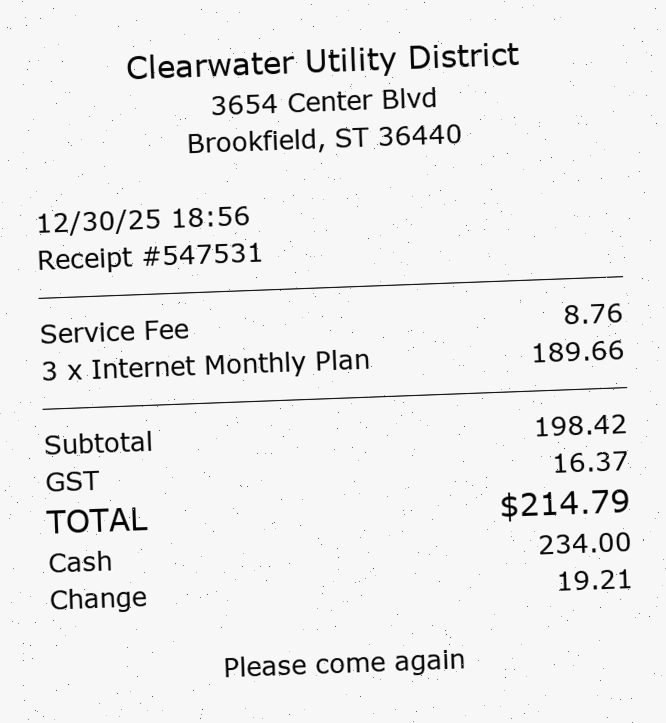 Clearwater Utility District
3654 Center Blvd
Brookfield, ST 36440
12/30/25 18:56
Receipt #547531
Service Fee 8.76
3 x Internet Monthly Plan 189.66
Subtotal 198.42
GST 16.37
TOTAL $214.79
Cash 234.00
Change 19.21
Please come again